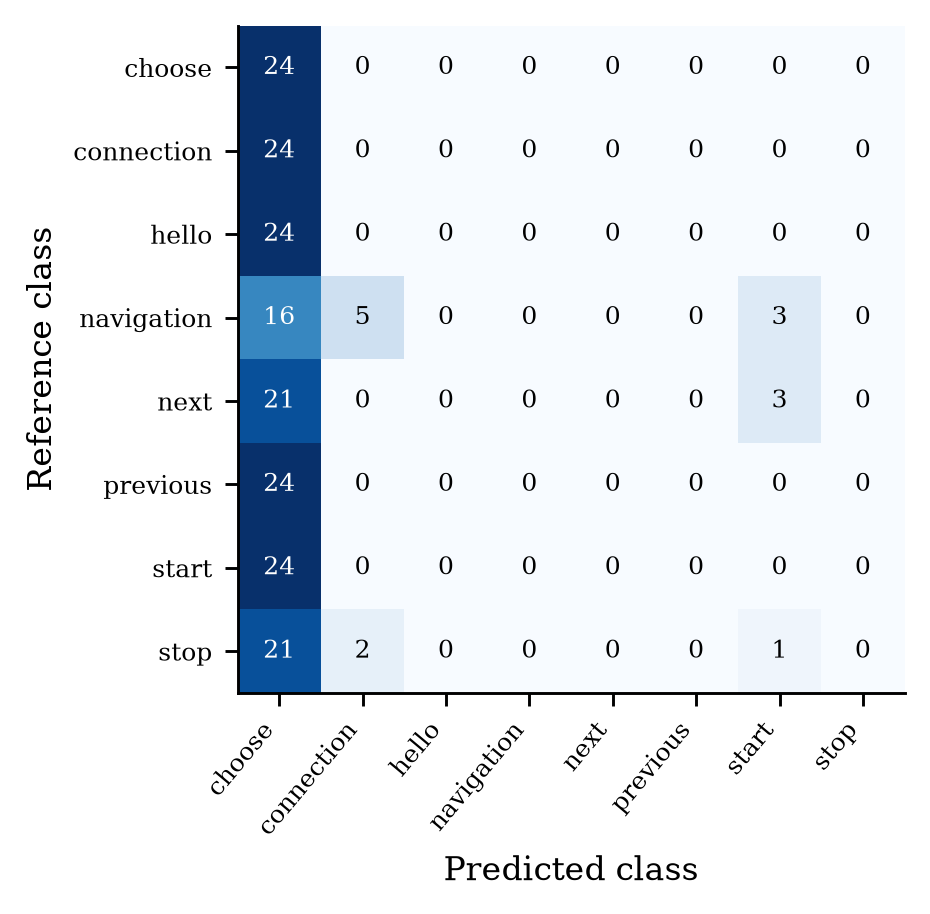 Reference class
choose 24 0 0 0 0 0 0 0
connection 24 0 0 0 0 0 0 0
hello 24 0 0 0 0 0 0 0
navigation 16 5 0 0 0 0 3 0
next 21 0 0 0 0 0 3 0
previous 24 0 0 0 0 0 0 0
start 24 0 0 0 0 0 0 0
stop 21 2 0 0 0 0 1 0
choose connection hello navigation next previous start stop
Predicted class